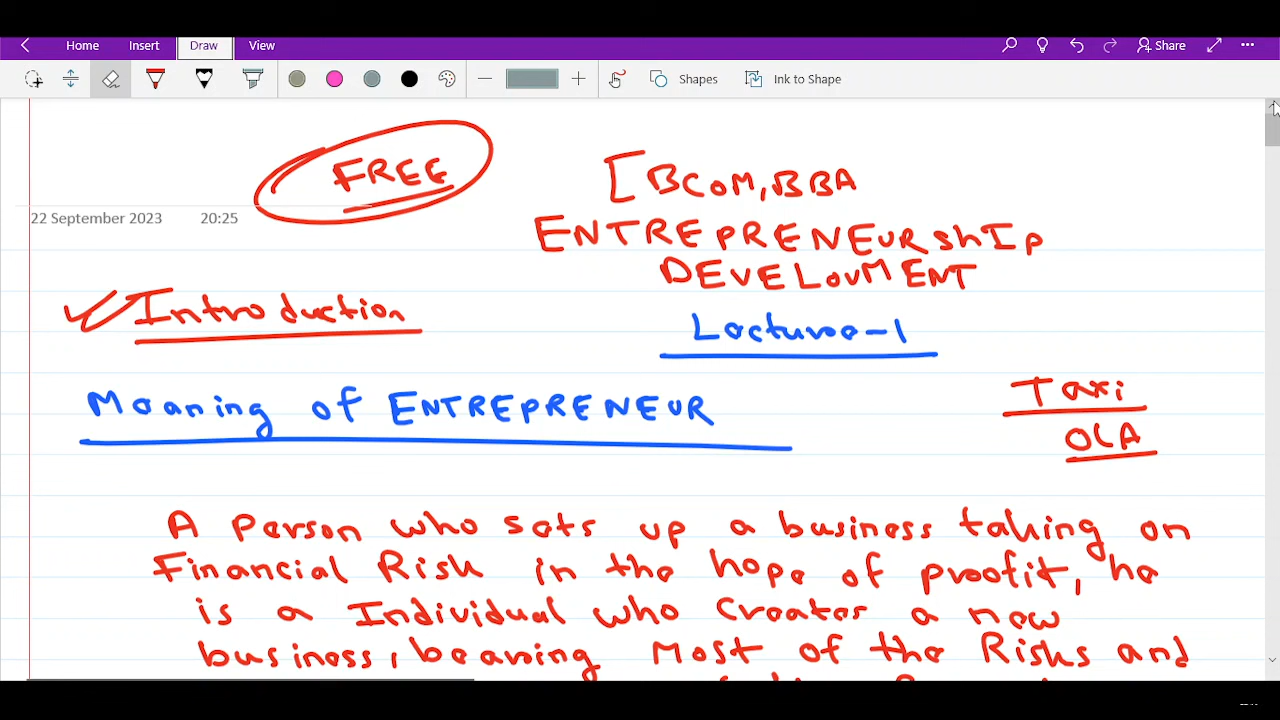 Home Insert Draw View Share
Shapes Ink to Shape
FREE
[BCOM, BBA
22 September 2023 20:25
ENTREPRENEURShIp
DEVELOVMENT
Introduction
Lecture-1
Meaning of ENTREPRENEUR
Taxi
OLA
A Person who sets up a business taking on
Financial Risk in the hope of proofit, he
is a Individual who creates a new
business, bearing Most of the Risks and